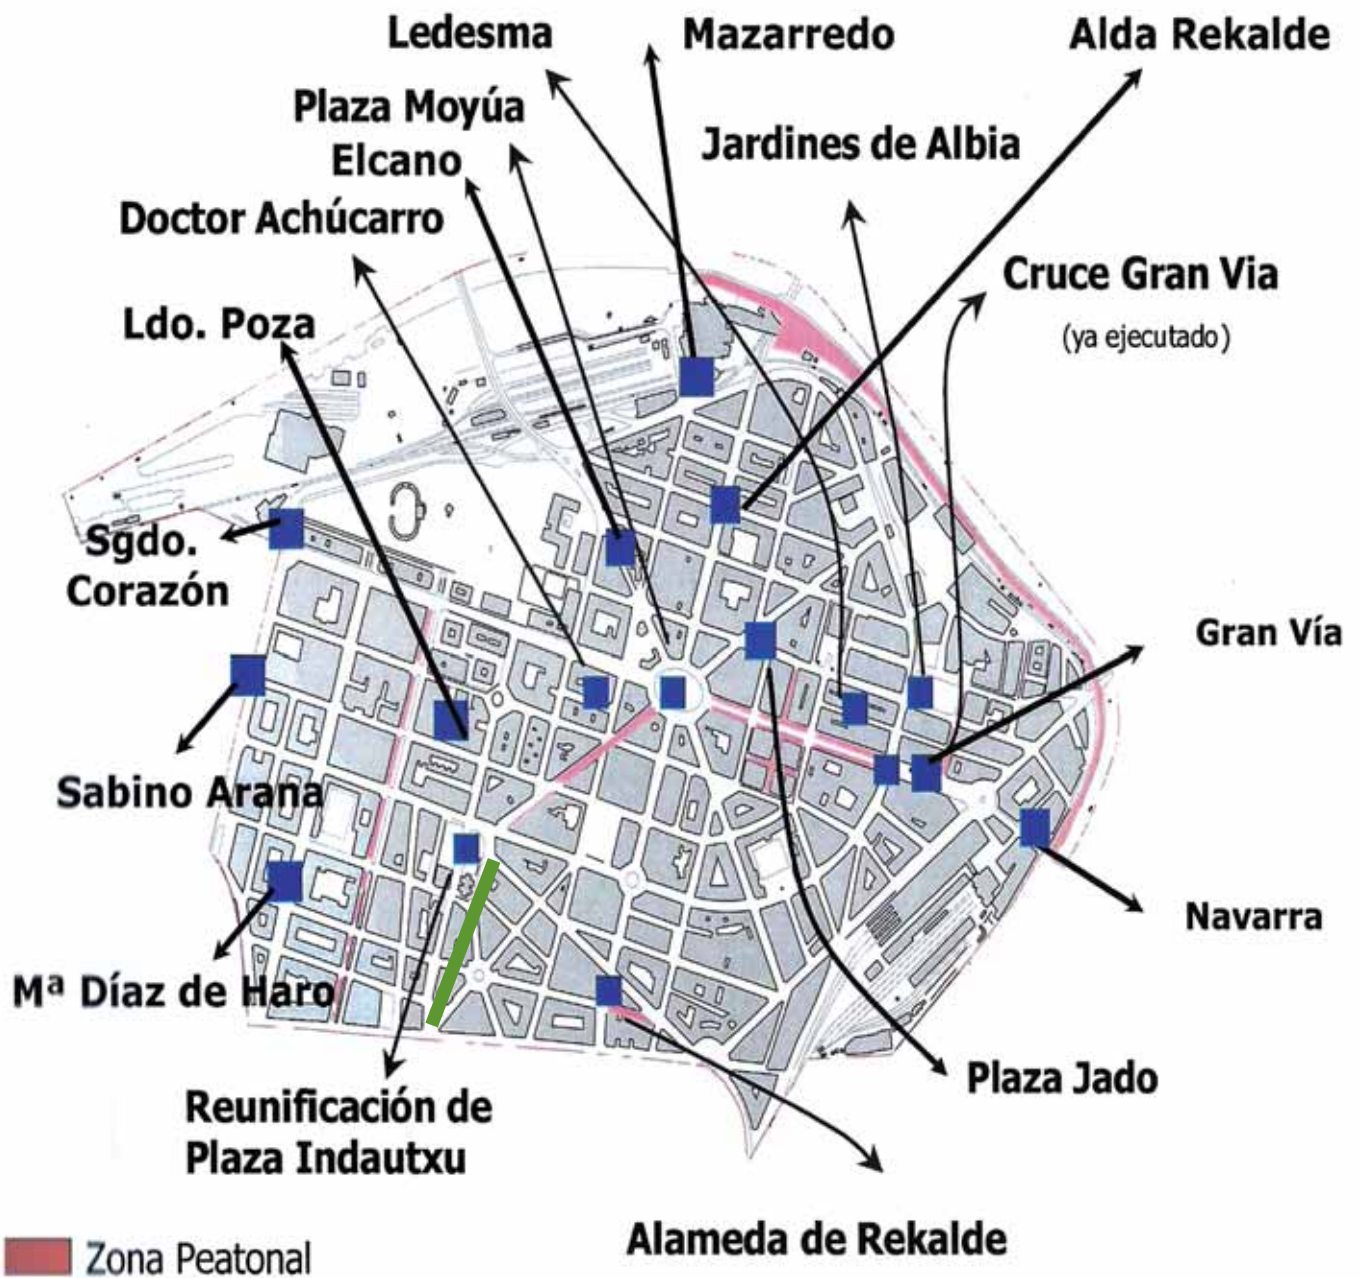 Ledesma
Mazarredo
Alda Rekalde
Plaza Moyúa
Elcano
Jardines de Albia
Doctor Achúcarro
Cruce Gran Via
(ya ejecutado)
Ldo. Poza
Sgdo.
Corazón
Gran Vía
Sabino Arana
Navarra
Mª Díaz de Haro
Plaza Jado
Reunificación de
Plaza Indautxu
Alameda de Rekalde
Zona Peatonal